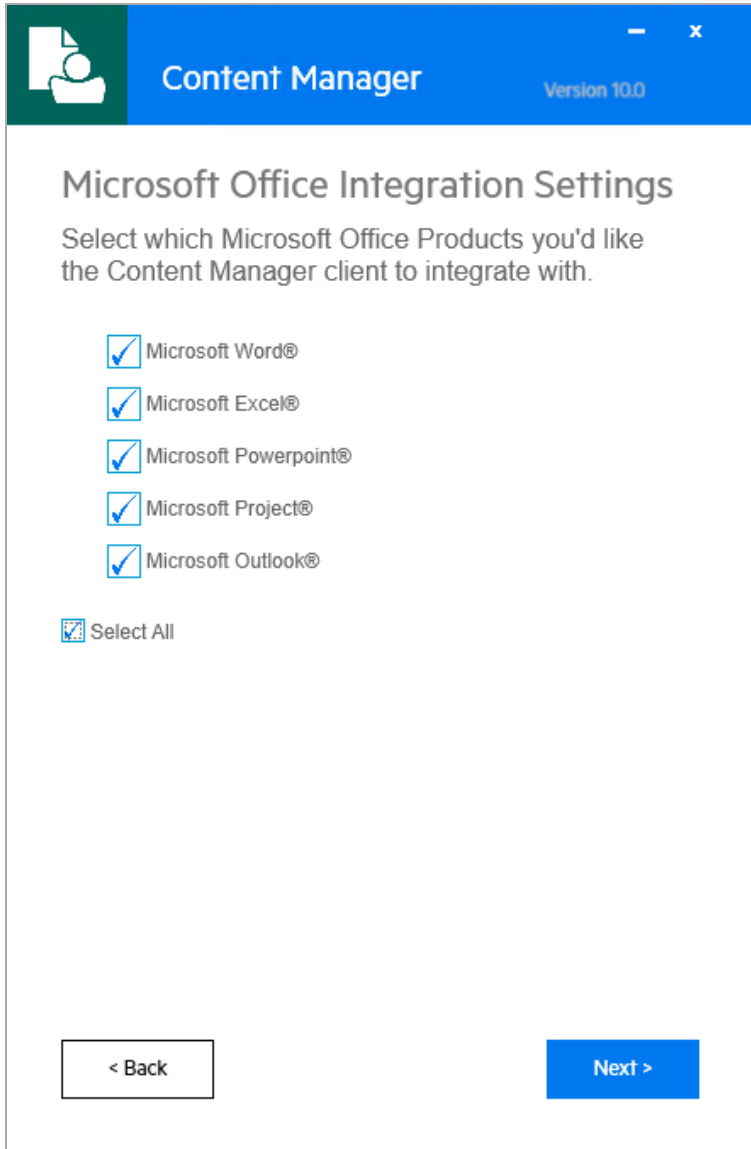 Content Manager
Version 10.0
Microsoft Office Integration Settings
Select which Microsoft Office Products you'd like
the Content Manager client to integrate with.
Microsoft Word®
Microsoft Excel®
Microsoft Powerpoint®
Microsoft Project®
Microsoft Outlook®
Select All
< Back
Next >